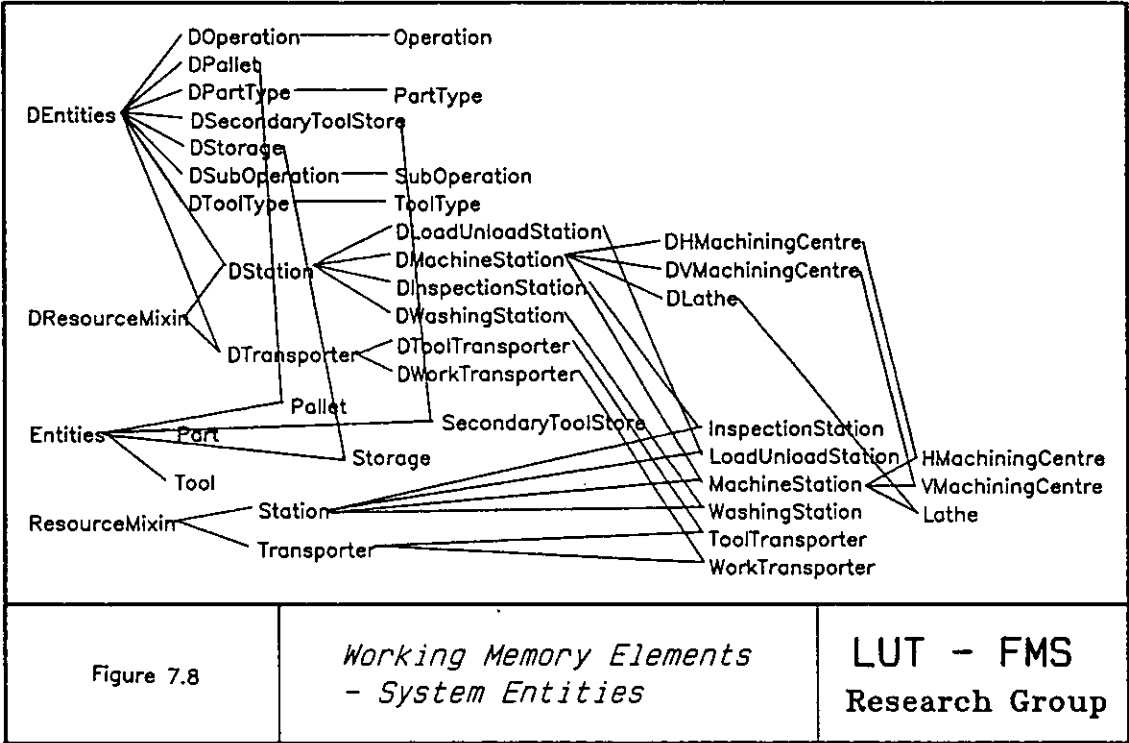 DOperation Operation
DPallet
DPartType PartType
DEntities
DSecondaryToolStore
DStorage
DSubOperation SubOperation
DToolType ToolType
DLoadUnloadStation
DHMachiningCentre
DMachineStation
DStation
DVMachiningCentre
DInspectionStation
DLathe
DResourceMixin
DWashingStation
DToolTransporter
DTransporter
DWorkTransporter
Pallet
SecondaryToolStore
Entities Part
InspectionStation
Storage
LoadUnloadStation HMachiningCentre
Tool
MachineStation VMachiningCentre
Station
WashingStation Lathe
ResourceMixin
ToolTransporter
Transporter
WorkTransporter
Figure 7.8
Working Memory Elements
- System Entities
LUT - FMS
Research Group